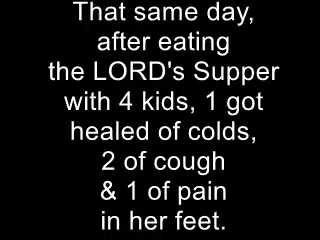 That same day,
after eating
the LORD's Supper
with 4 kids, 1 got
healed of colds,
2 of cough
& 1 of pain
in her feet.